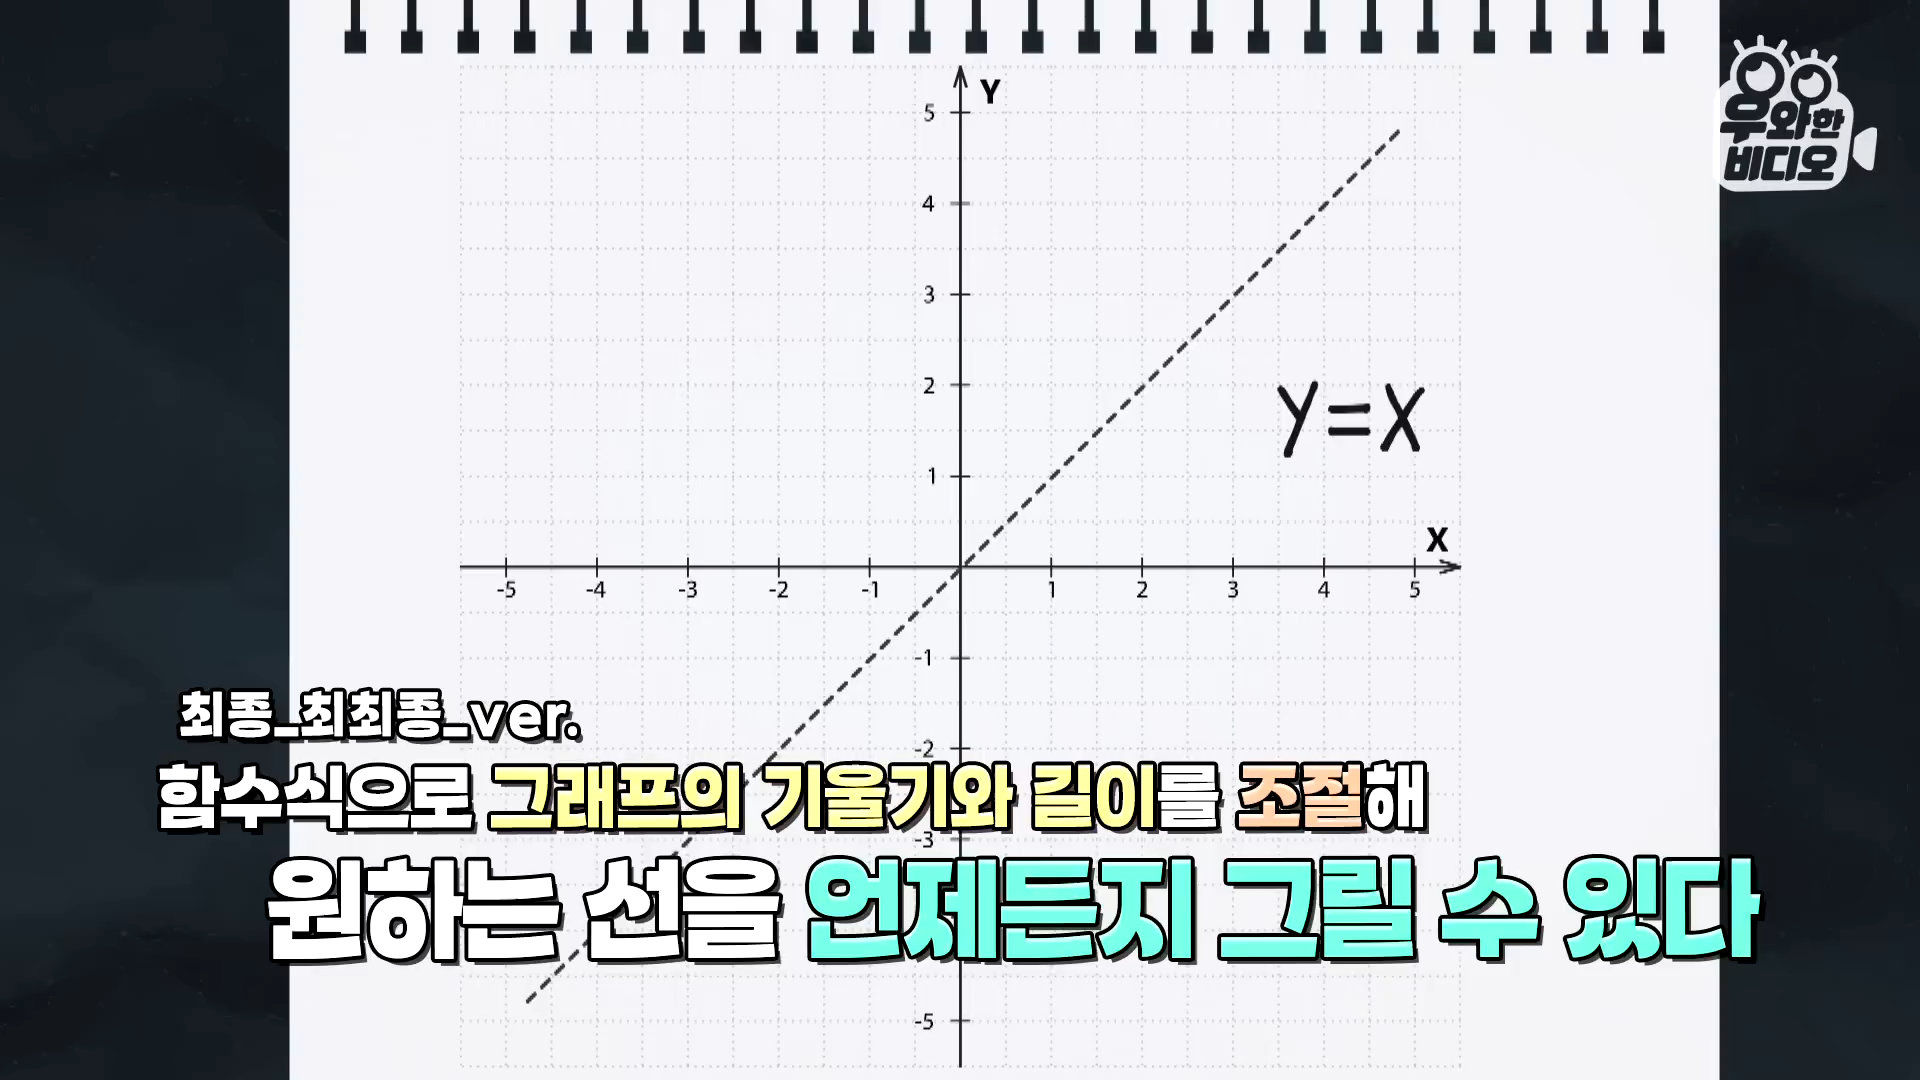 Y
우와한
비디오
5
4
3
2
1
Y=X
X
-5 -4 -3 -2 -1 1 2 3 4 5
-1
-2
-3
-5
최종_최최종_ver.
함수식으로 그래프의 기울기와 길이를 조절해
원하는 선을 언제든지 그릴 수 있다